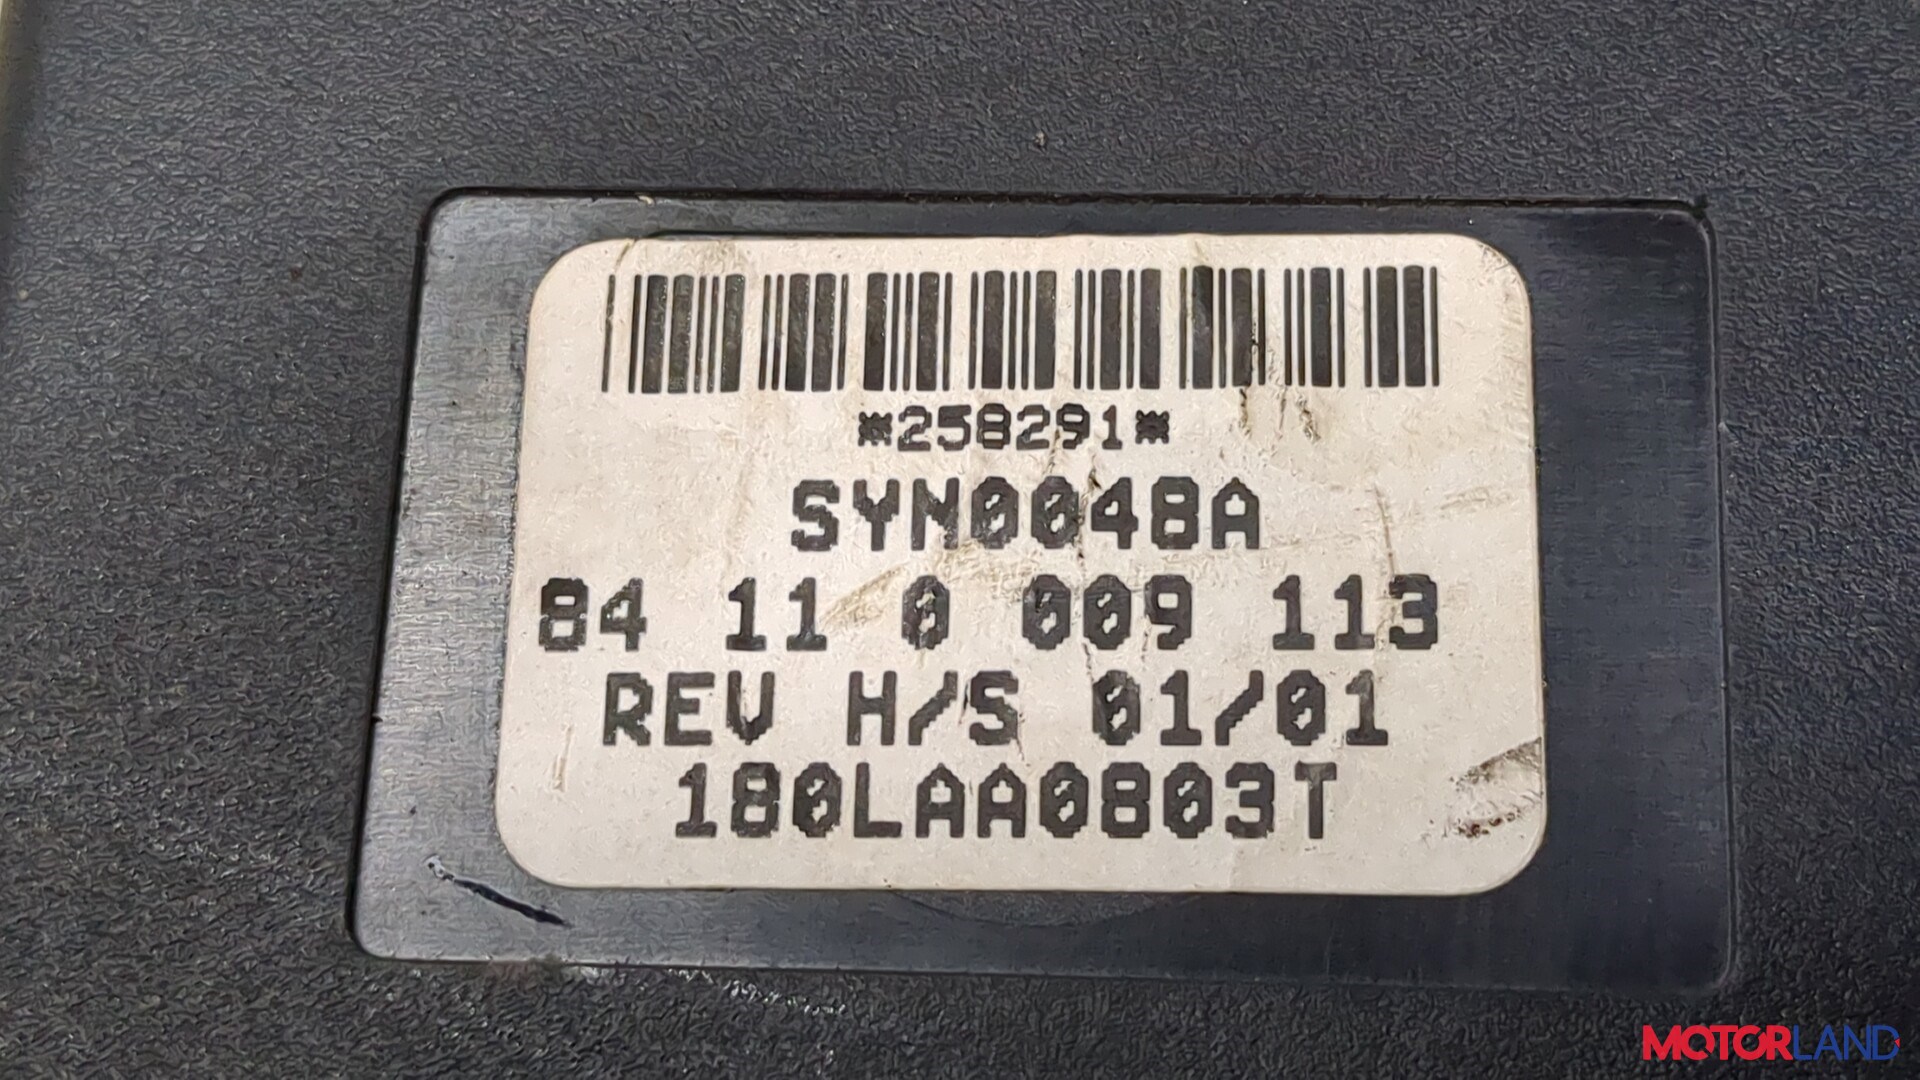 *258291*
SYN0048A
84 11 0 009 113
REV H/S 01/01
180LAA0803T
MOTORLAND